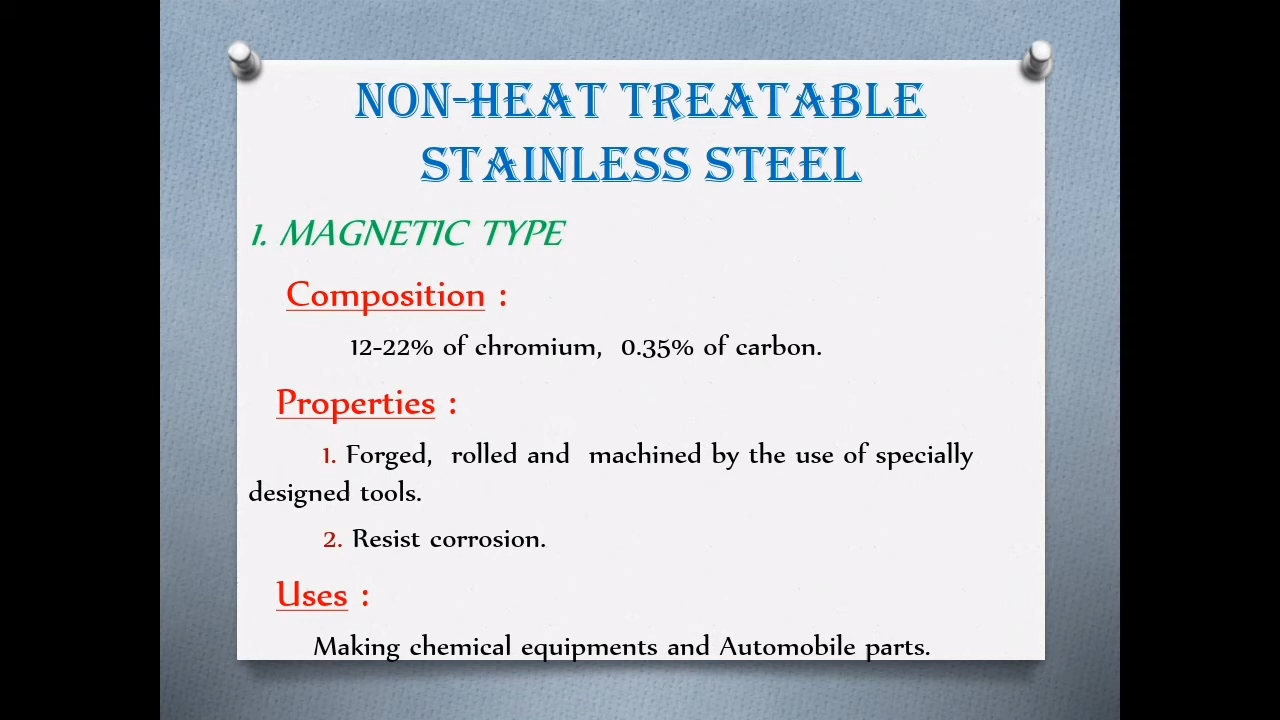 NON-HEAT TREATABLE
STAINLESS STEEL
1. MAGNETIC TYPE
Composition :
12-22% of chromium, 0.35% of carbon.
Properties :
1. Forged, rolled and machined by the use of specially
designed tools.
2. Resist corrosion.
Uses :
Making chemical equipments and Automobile parts.